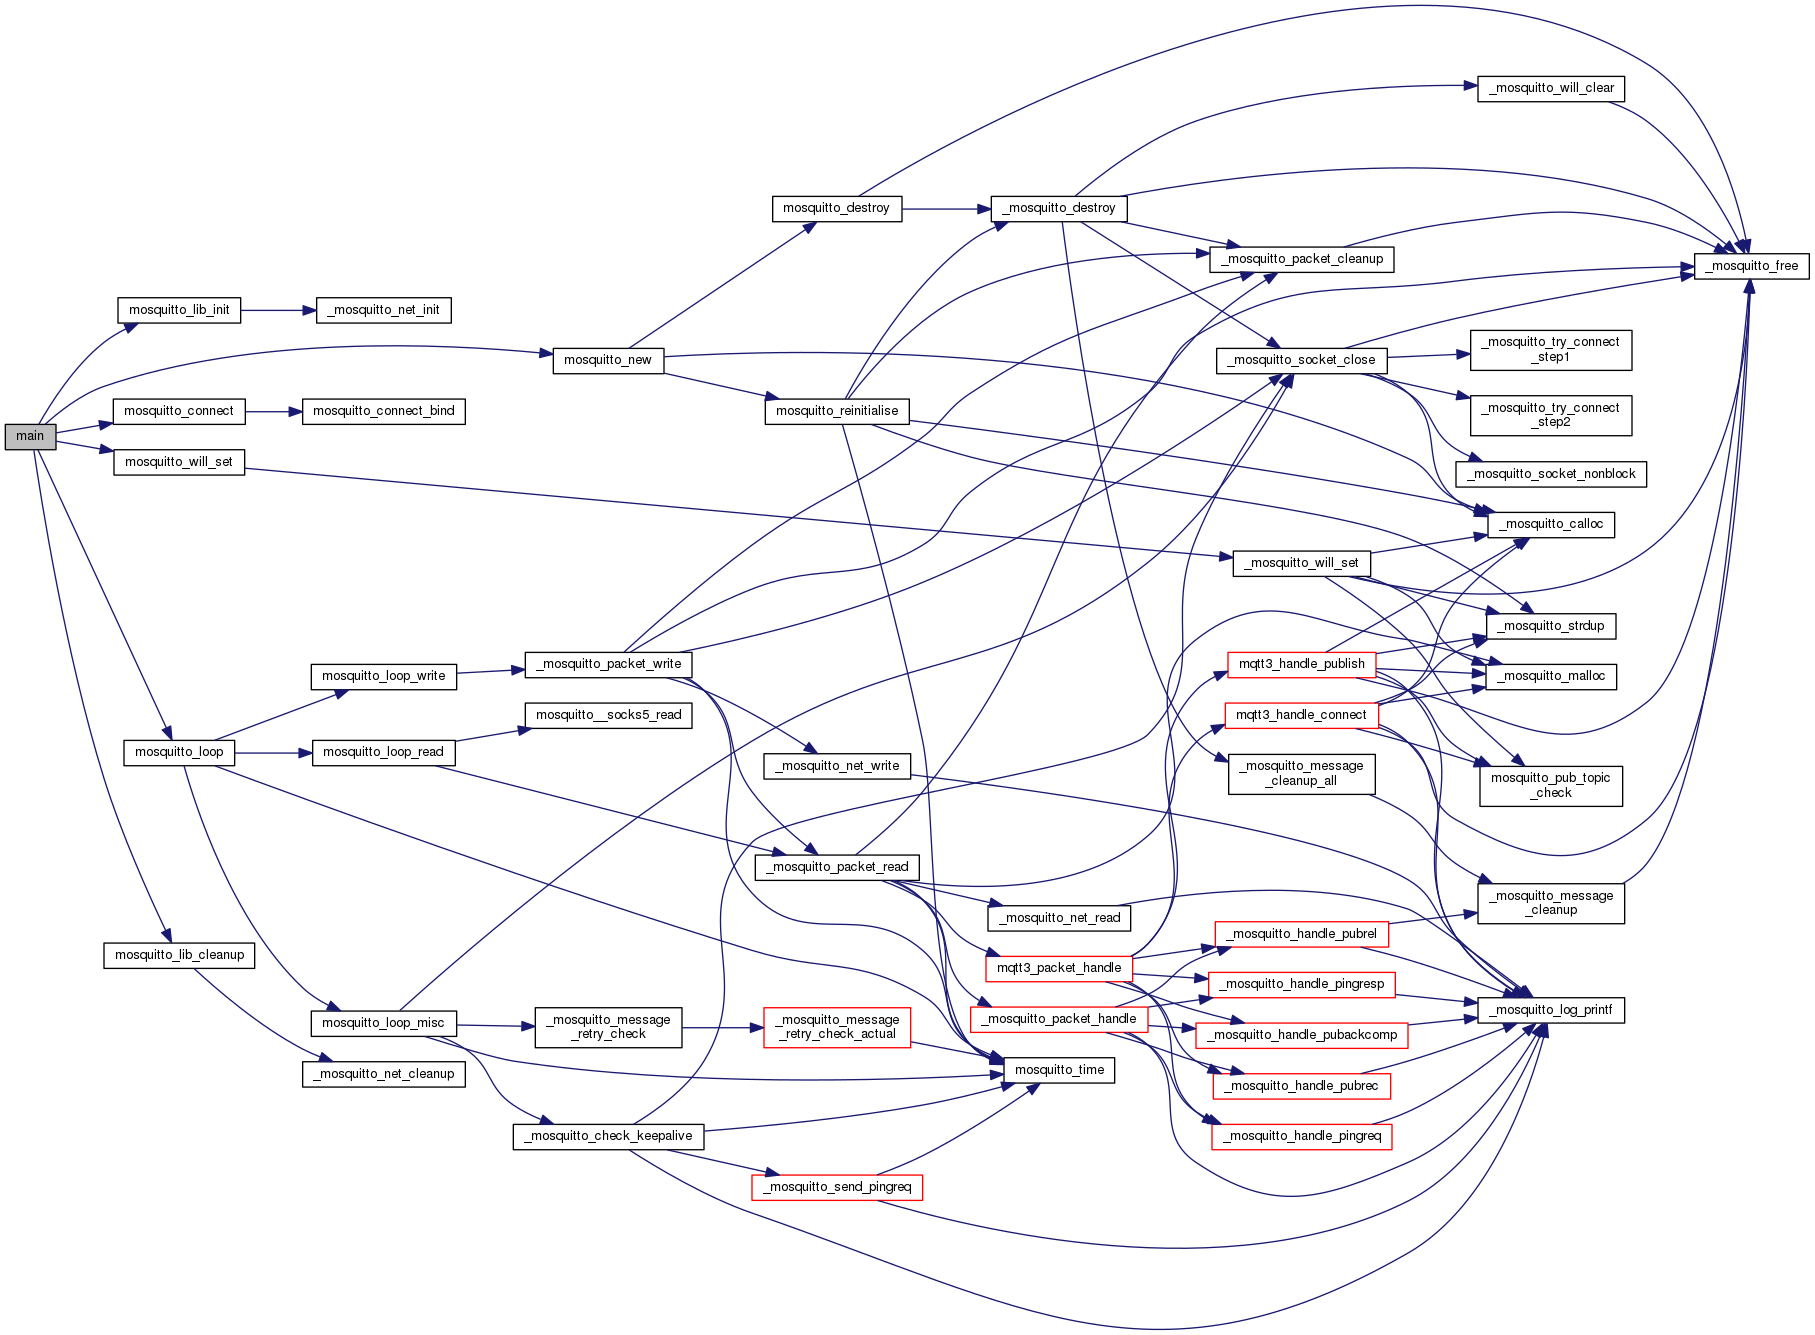 main
mosquitto_lib_init
_mosquitto_net_init
mosquitto_new
mosquitto_connect
mosquitto_connect_bind
mosquitto_will_set
mosquitto_loop
mosquitto_loop_write
mosquitto_loop_read
mosquitto_lib_cleanup
mosquitto_loop_misc
_mosquitto_net_cleanup
_mosquitto_packet_write
mosquitto__socks5_read
_mosquitto_message
_retry_check
_mosquitto_check_keepalive
mosquitto_destroy
mosquitto_reinitialise
_mosquitto_net_write
_mosquitto_packet_read
_mosquitto_message
_retry_check_actual
_mosquitto_send_pingreq
_mosquitto_destroy
_mosquitto_net_read
mqtt3_packet_handle
_mosquitto_packet_handle
mosquitto_time
_mosquitto_packet_cleanup
_mosquitto_socket_close
_mosquitto_will_set
mqtt3_handle_publish
mqtt3_handle_connect
_mosquitto_message
_cleanup_all
_mosquitto_handle_pubrel
_mosquitto_handle_pingresp
_mosquitto_handle_pubackcomp
_mosquitto_handle_pubrec
_mosquitto_handle_pingreq
_mosquitto_will_clear
_mosquitto_try_connect
_step1
_mosquitto_try_connect
_step2
_mosquitto_socket_nonblock
_mosquitto_calloc
_mosquitto_strdup
_mosquitto_malloc
mosquitto_pub_topic
_check
_mosquitto_message
_cleanup
_mosquitto_log_printf
_mosquitto_free